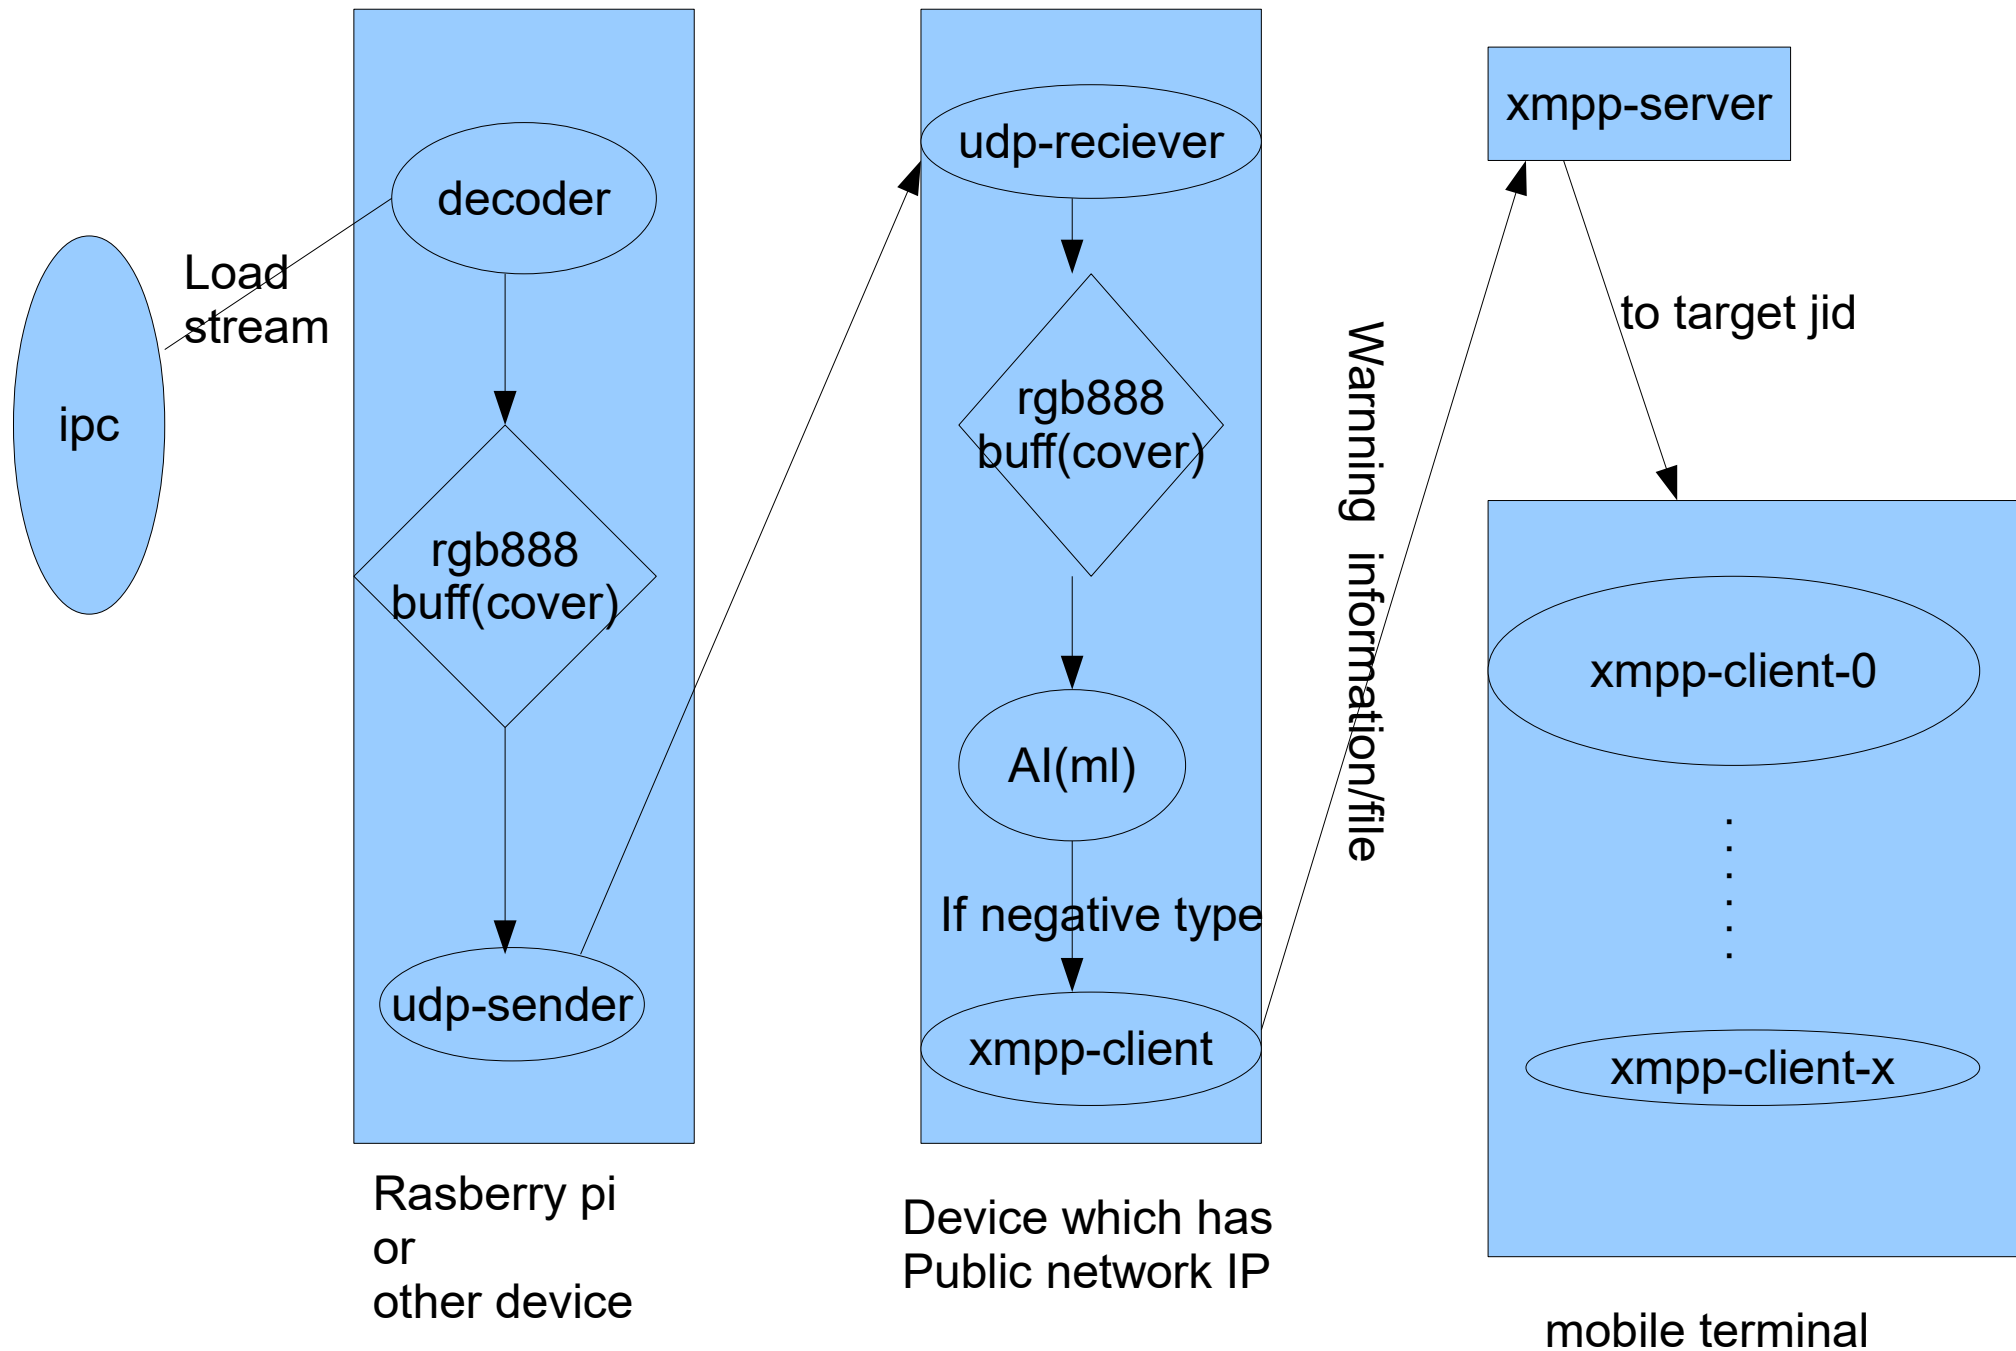 ipc
Load
stream
decoder
rgb888
buff(cover)
udp-sender
Rasberry pi
or
other device
udp-reciever
rgb888
buff(cover)
AI(ml)
If negative type
xmpp-client
Device which has
Public network IP
Warnning information/file
xmpp-server
to target jid
xmpp-client-0
.
.
.
.
.
.
xmpp-client-x
mobile terminal